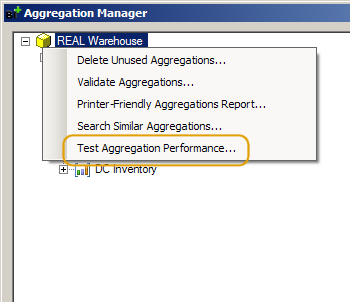 Aggregation Manager
REAL Warehouse
Delete Unused Aggregations...
Validate Aggregations...
Printer-Friendly Aggregations Report...
Search Similar Aggregations...
Test Aggregation Performance...
DC Inventory